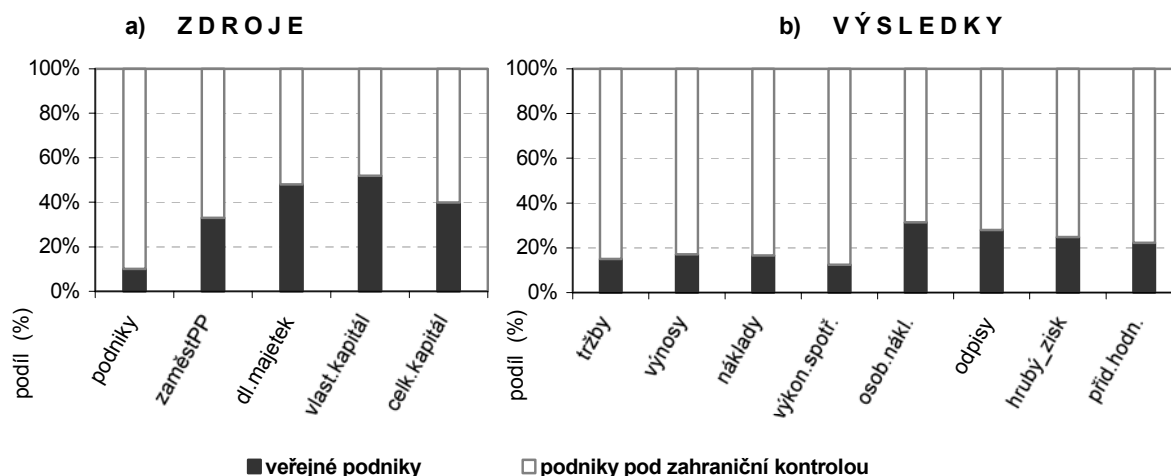 a) ZDROJE
100%
80%
60%
40%
20%
0%
podíl (%)
podniky
zaměstPP
dl.majetek
vlast.kapitál
celk.kapitál
b) VÝSLEDKY
100%
80%
60%
40%
20%
0%
podíl (%)
tržby
výnosy
náklady
výkon.spotř.
osob.nákl.
odpisy
hrubý_zisk
přid.hodn.
veřejné podniky
podniky pod zahraniční kontrolou